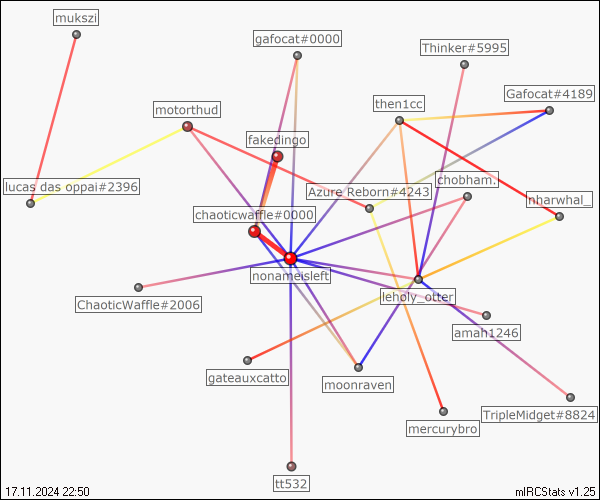 mukszi
gafocat#0000
Thinker#5995
Gafocat#4189
then1cc
motorthud
fakedingo
chobham.
lucas das oppai#2396
Azure Reborn#4243
nharwhal_
chaoticwaffle#0000
nonameisleft
leholy_otter
ChaoticWaffle#2006
amah1246
gateauxcatto
moonraven
TripleMidget#8824
mercurybro
tt532
17.11.2024 22:50
mIRCStats v1.25